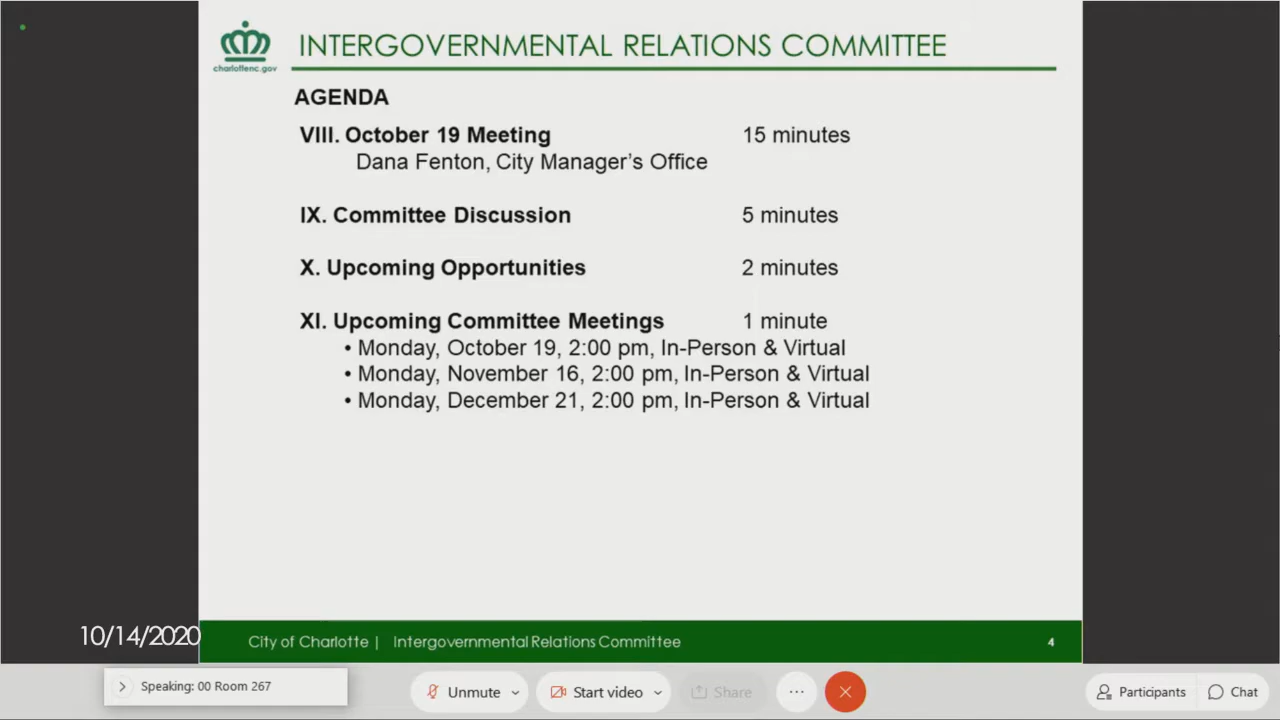 charlottenc.gov
INTERGOVERNMENTAL RELATIONS COMMITTEE
AGENDA
VIII. October 19 Meeting 15 minutes
Dana Fenton, City Manager’s Office
IX. Committee Discussion 5 minutes
X. Upcoming Opportunities 2 minutes
XI. Upcoming Committee Meetings 1 minute
• Monday, October 19, 2:00 pm, In-Person & Virtual
• Monday, November 16, 2:00 pm, In-Person & Virtual
• Monday, December 21, 2:00 pm, In-Person & Virtual
10/14/2020
City of Charlotte | Intergovernmental Relations Committee 4
Speaking: 00 Room 267
Unmute Start video Share ... Participants Chat